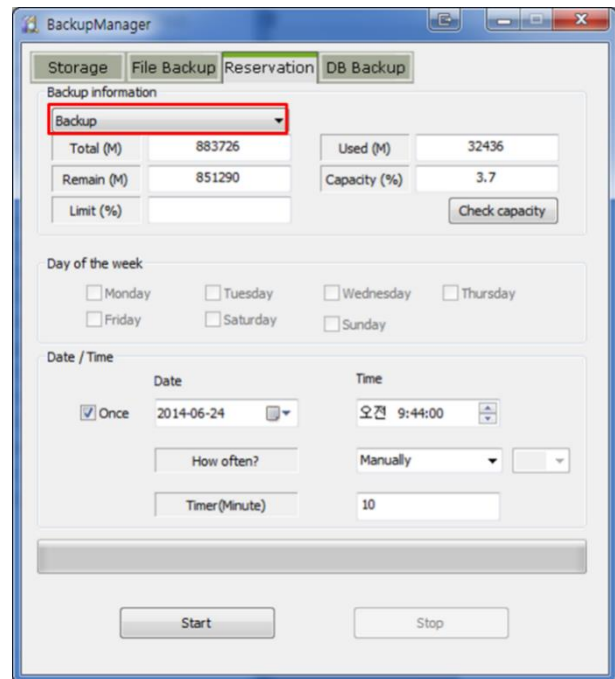 BackupManager
Storage File Backup Reservation DB Backup
Backup information
Backup
Total (M) 883726 Used (M) 32436
Remain (M) 851290 Capacity (%) 3.7
Limit (%) Check capacity
Day of the week
Monday Tuesday Wednesday Thursday
Friday Saturday Sunday
Date / Time
Date Time
Once 2014-06-24 오전 9:44:00
How often? Manually
Timer(Minute) 10
Start Stop